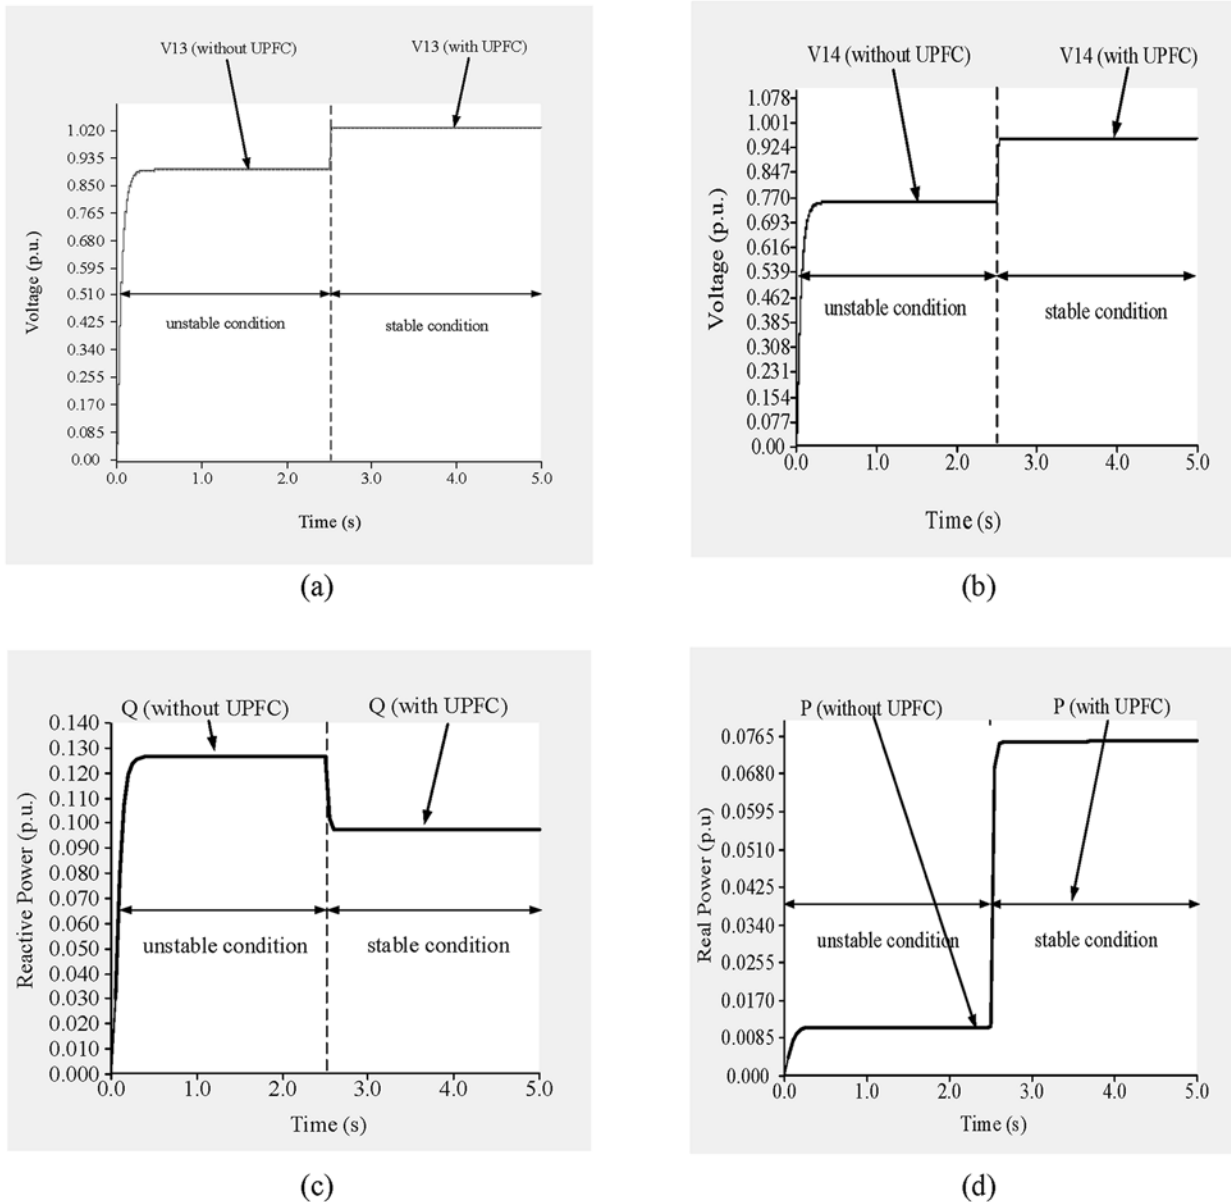 V13 (without UPFC)
V13 (with UPFC)
1.020
0.935
0.850
0.765
0.680
0.595
0.510
0.425
0.340
0.255
0.170
0.085
0.00
Voltage (p.u.)
unstable condition
stable condition
0.0 1.0 2.0 3.0 4.0 5.0
Time (s)
(a)
V14 (without UPFC)
V14 (with UPFC)
1.078
1.001
0.924
0.847
0.770
0.693
0.616
0.539
0.462
0.385
0.308
0.231
0.154
0.077
0.00
Voltage (p.u.)
unstable condition
stable condition
0.0 1.0 2.0 3.0 4.0 5.0
Time (s)
(b)
Q (without UPFC)
Q (with UPFC)
0.140
0.130
0.120
0.110
0.100
0.090
0.080
0.070
0.060
0.050
0.040
0.030
0.020
0.010
0.000
Reactive Power (p.u.)
unstable condition
stable condition
0.0 1.0 2.0 3.0 4.0 5.0
Time (s)
(c)
P (without UPFC)
P (with UPFC)
0.0765
0.0680
0.0595
0.0510
0.0425
0.0340
0.0255
0.0170
0.0085
0.000
Real Power (p.u)
unstable condition
stable condition
0.0 1.0 2.0 3.0 4.0 5.0
Time (s)
(d)